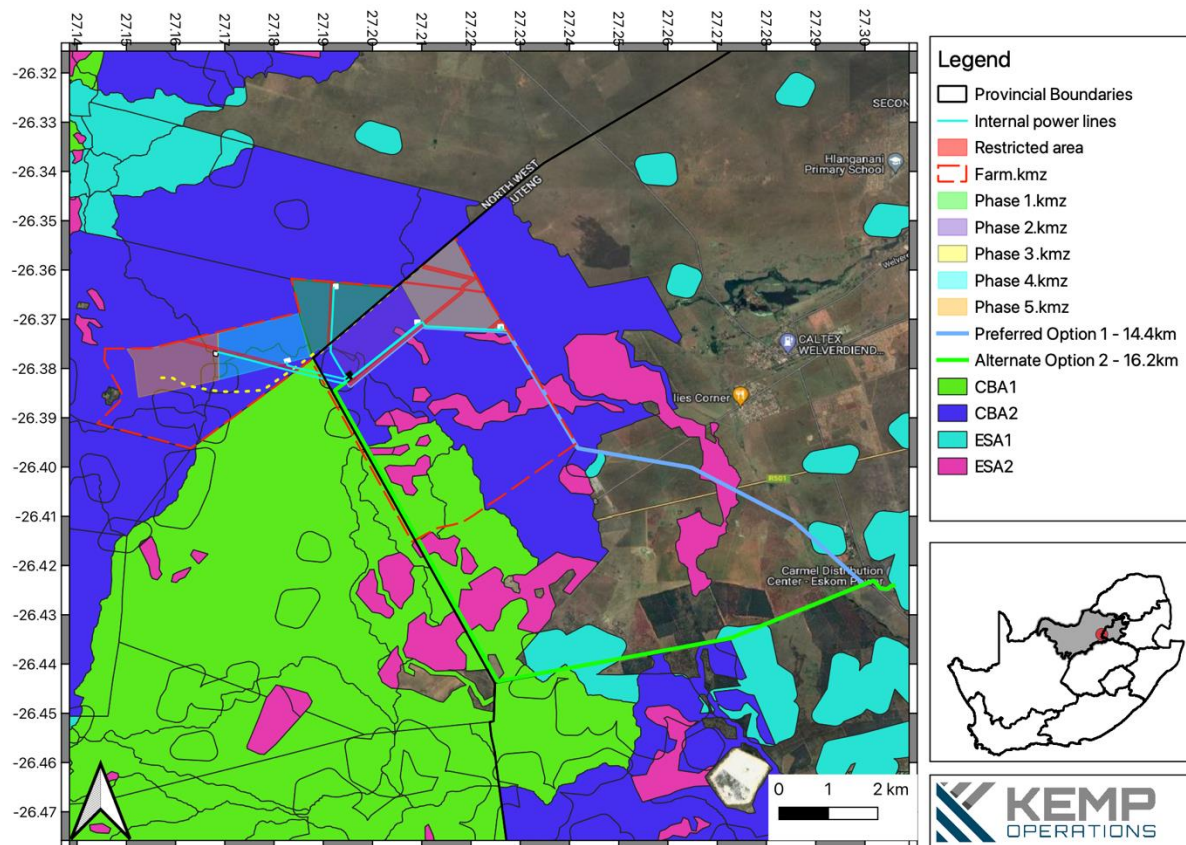 27.14
27.15
27.16
27.17
27.18
27.19
27.20
27.21
27.22
27.23
27.24
27.25
27.26
27.27
27.28
27.29
27.30
-26.32
-26.33
-26.34
-26.35
-26.36
-26.37
-26.38
-26.39
-26.40
-26.41
-26.42
-26.43
-26.44
-26.45
-26.46
-26.47
SECON
Hlanganani
Primary School
NORTH WEST
UTENG
CALTEX
WELVERDIEND...
lies Corner
R501
Carmel Distribution
Center - Eskom Power
0 1 2 km
Legend
Provincial Boundaries
Internal power lines
Restricted area
Farm.kmz
Phase 1.kmz
Phase 2.kmz
Phase 3.kmz
Phase 4.kmz
Phase 5.kmz
Preferred Option 1 - 14.4km
Alternate Option 2 - 16.2km
CBA1
CBA2
ESA1
ESA2
KEMP
OPERATIONS